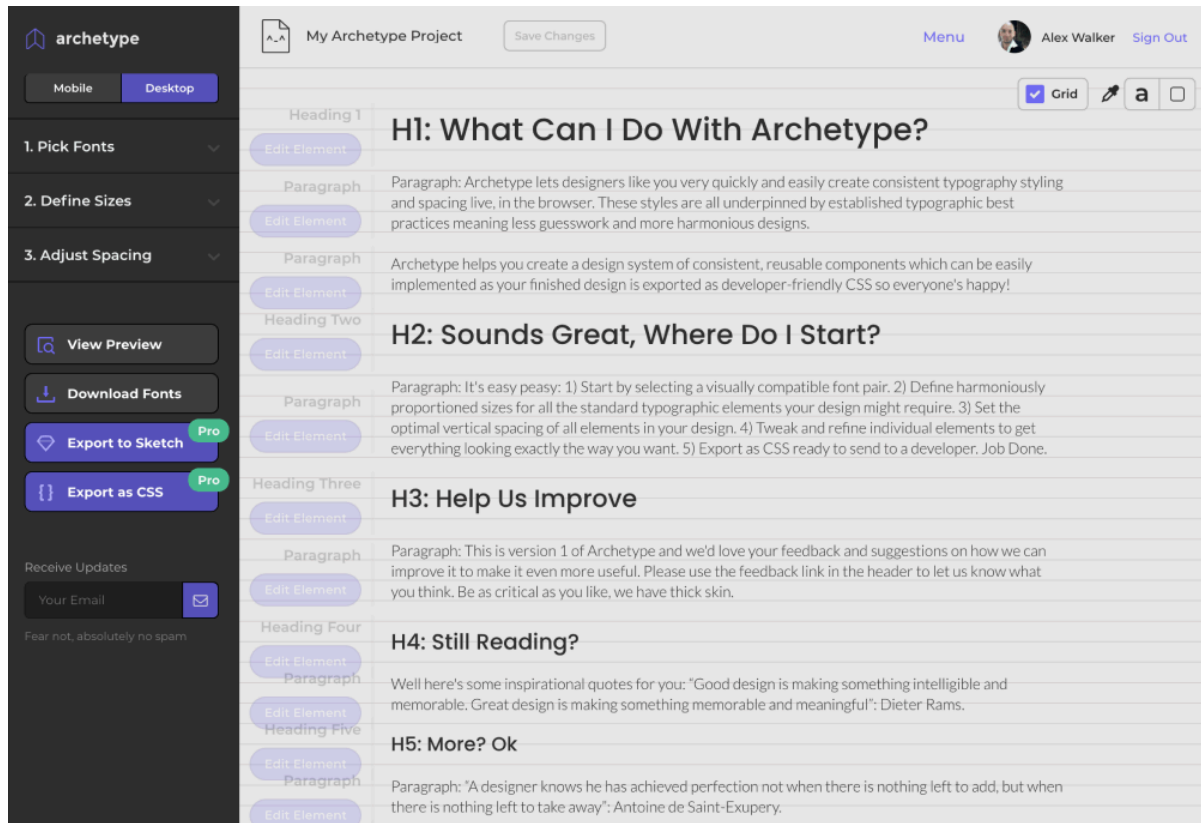 archetype
My Archetype Project
Save Changes
Menu
Alex Walker
Sign Out
Mobile
Desktop
1. Pick Fonts
2. Define Sizes
3. Adjust Spacing
View Preview
Download Fonts
Export to Sketch
Pro
Export as CSS
Pro
Receive Updates
Your Email
Fear not, absolutely no spam
Grid
a
Heading 1
Edit Element
H1: What Can I Do With Archetype?
Paragraph
Edit Element
Paragraph: Archetype lets designers like you very quickly and easily create consistent typography styling
and spacing live, in the browser. These styles are all underpinned by established typographic best
practices meaning less guesswork and more harmonious designs.
Paragraph
Edit Element
Archetype helps you create a design system of consistent, reusable components which can be easily
implemented as your finished design is exported as developer-friendly CSS so everyone's happy!
Heading Two
Edit Element
H2: Sounds Great, Where Do I Start?
Paragraph
Edit Element
Paragraph: It's easy peasy: 1) Start by selecting a visually compatible font pair. 2) Define harmoniously
proportioned sizes for all the standard typographic elements your design might require. 3) Set the
optimal vertical spacing of all elements in your design. 4) Tweak and refine individual elements to get
everything looking exactly the way you want. 5) Export as CSS ready to send to a developer. Job Done.
Heading Three
Edit Element
H3: Help Us Improve
Paragraph
Edit Element
Paragraph: This is version 1 of Archetype and we'd love your feedback and suggestions on how we can
improve it to make it even more useful. Please use the feedback link in the header to let us know what
you think. Be as critical as you like, we have thick skin.
Heading Four
Edit Element
H4: Still Reading?
Paragraph
Edit Element
Well here's some inspirational quotes for you: “Good design is making something intelligible and
memorable. Great design is making something memorable and meaningful”: Dieter Rams.
Heading Five
Edit Element
H5: More? Ok
Paragraph
Edit Element
Paragraph: “A designer knows he has achieved perfection not when there is nothing left to add, but when
there is nothing left to take away”: Antoine de Saint-Exupery.